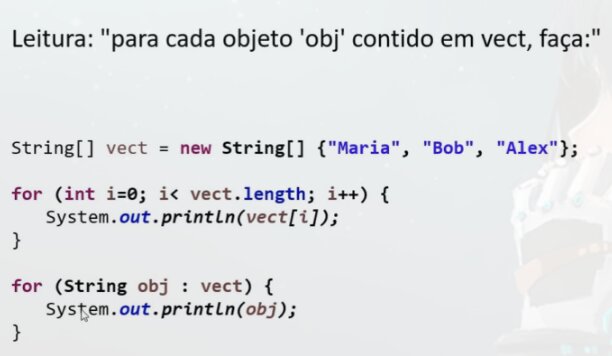 Leitura: "para cada objeto 'obj' contido em vect, faça:"
String[] vect = new String[] {"Maria", "Bob", "Alex"};
for (int i=0; i< vect.length; i++) {
System.out.println(vect[i]);
}
for (String obj : vect) {
System.out.println(obj);
}